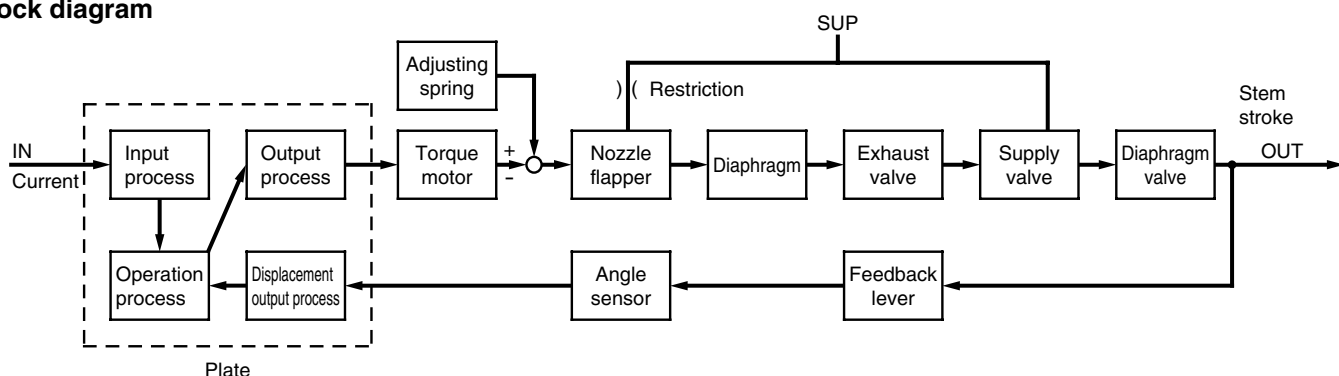 ock diagram
SUP
Adjusting
spring
) ( Restriction
Stem
stroke
IN
Current
Input
process
Output
process
Torque
motor
+
-
Nozzle
flapper
Diaphragm
Exhaust
valve
Supply
valve
Diaphragm
valve
OUT
Operation
process
Displacement
output process
Angle
sensor
Feedback
lever
Plate